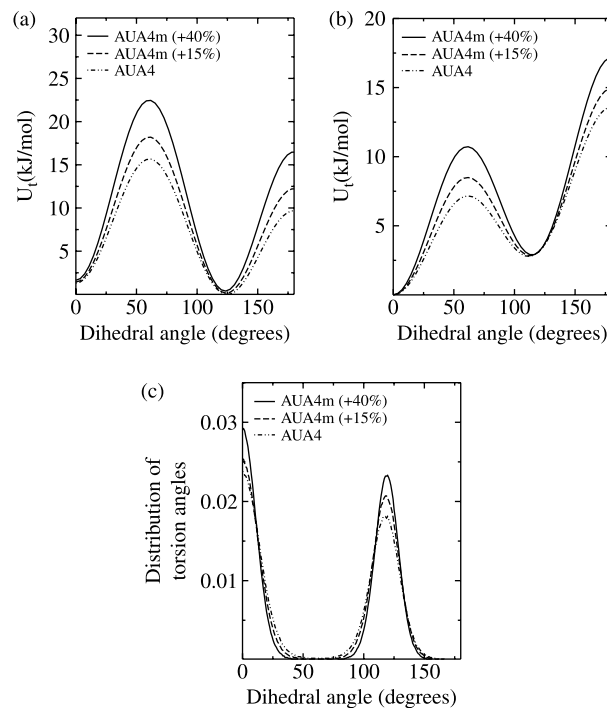 (a)
AUA4m (+40%)
AUA4m (+15%)
AUA4
30
25
20
15
10
5
U_t(kJ/mol)
0 50 100 150
Dihedral angle (degrees)
(b)
20
AUA4m (+40%)
AUA4m (+15%)
AUA4
15
10
5
U_t(kJ/mol)
0 50 100 150
Dihedral angle (degrees)
(c)
AUA4m (+40%)
AUA4m (+15%)
AUA4
0.03
0.02
0.01
Distribution of
torsion angles
0 50 100 150
Dihedral angle (degrees)